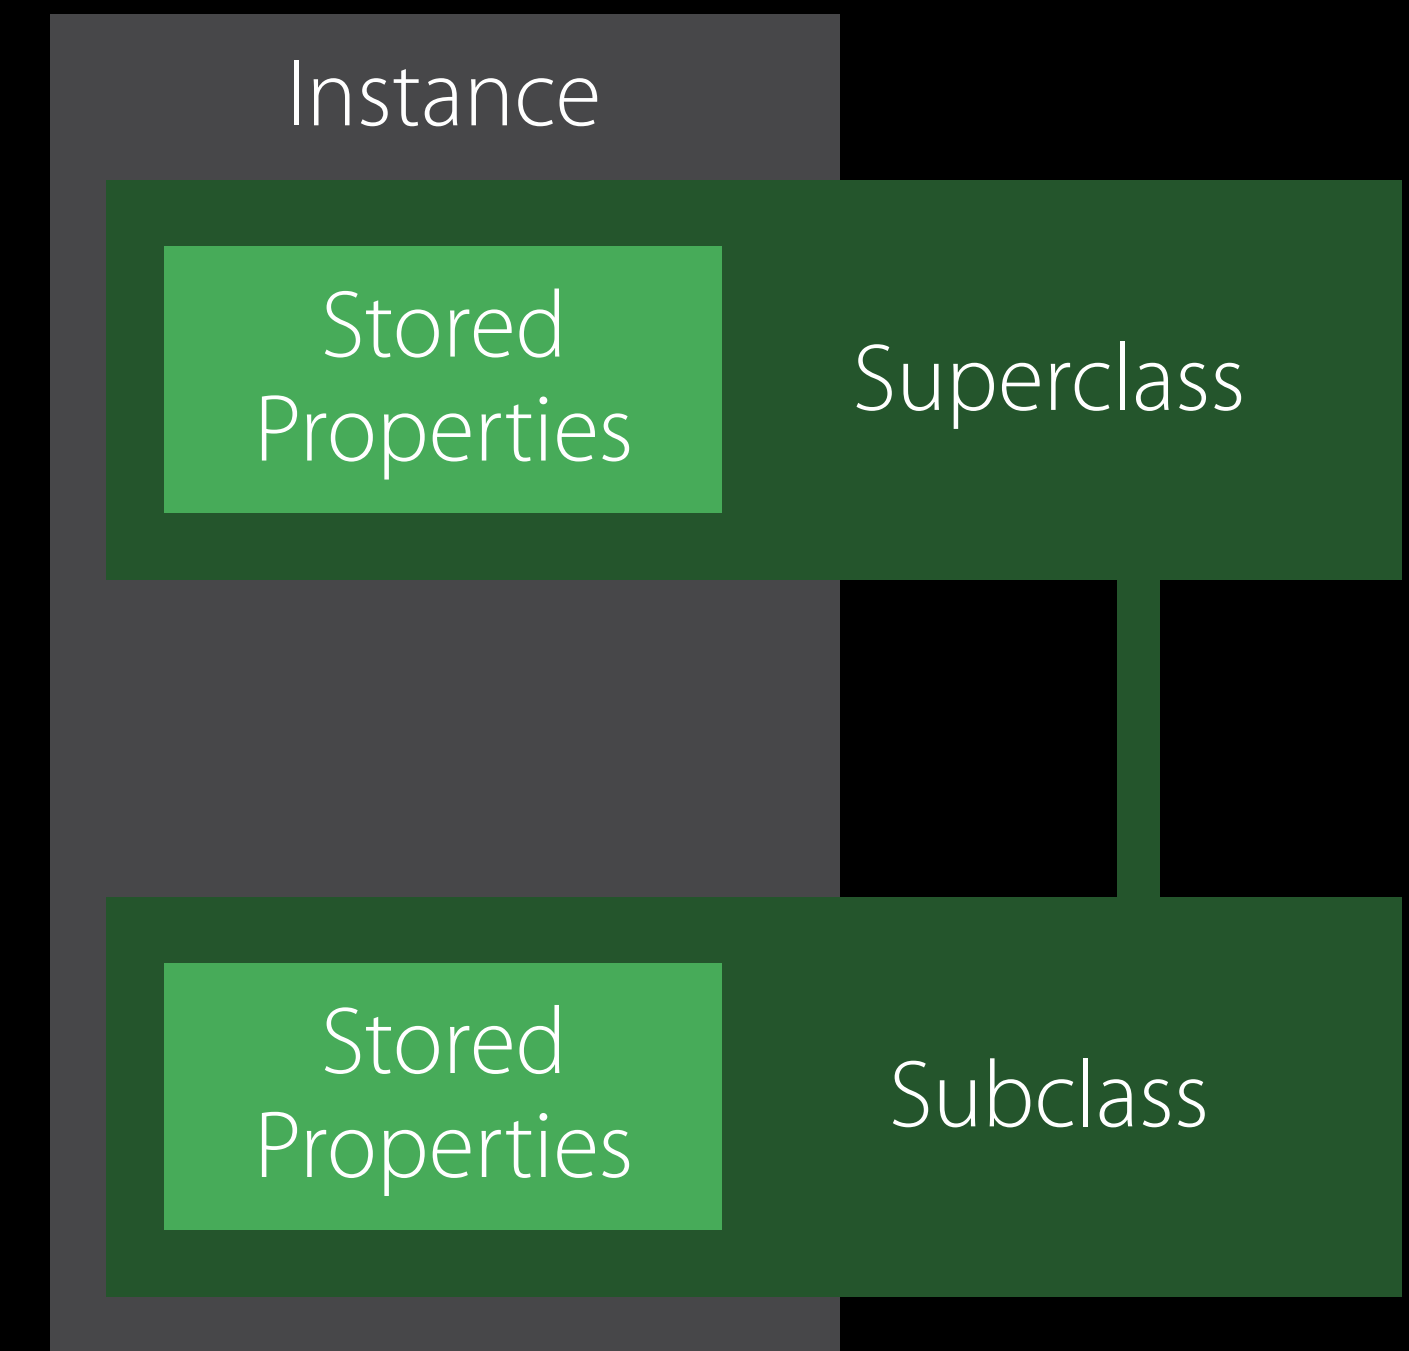 Instance
Stored
Properties
Superclass
Stored
Properties
Subclass